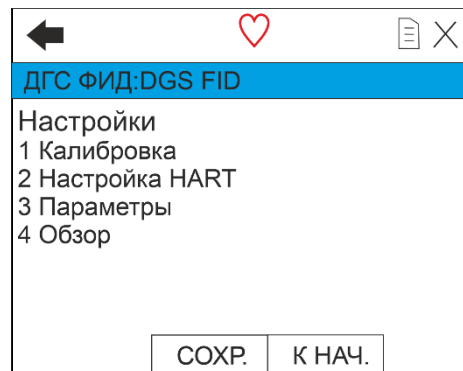 ДГС ФИД:DGS FID
Настройки
1 Калибровка
2 Настройка HART
3 Параметры
4 Обзор
СОХР. К НАЧ.